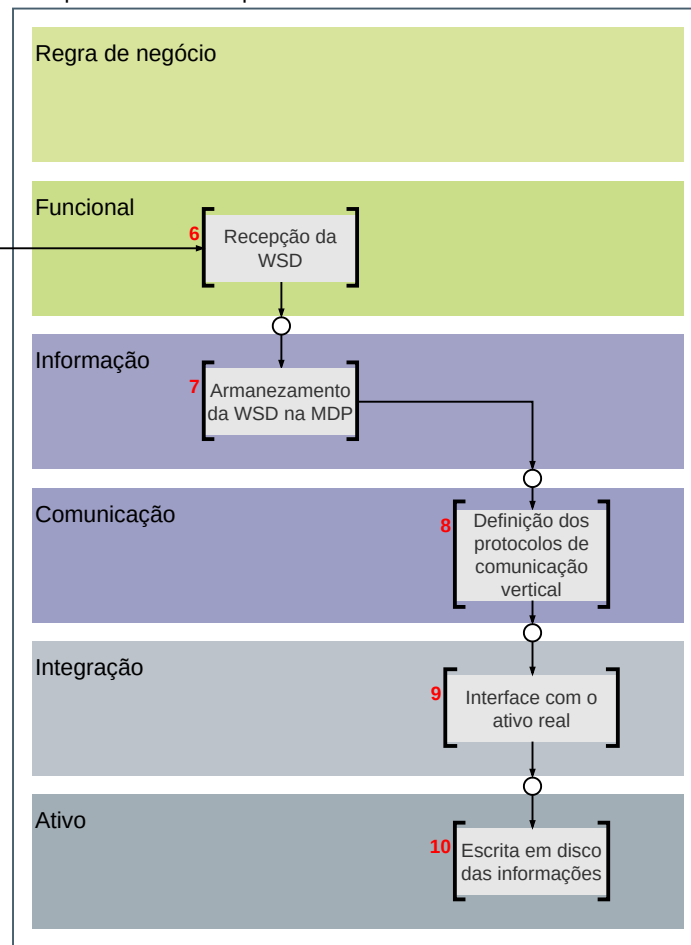 Regra de negócio
Funcional
6
Recepção da
WSD
Informação
7
Armanezamento
da WSD na MDP
Comunicação
8
Definição dos
protocolos de
comunicação
vertical
Integração
9
Interface com o
ativo real
Ativo
10
Escrita em disco
das informações